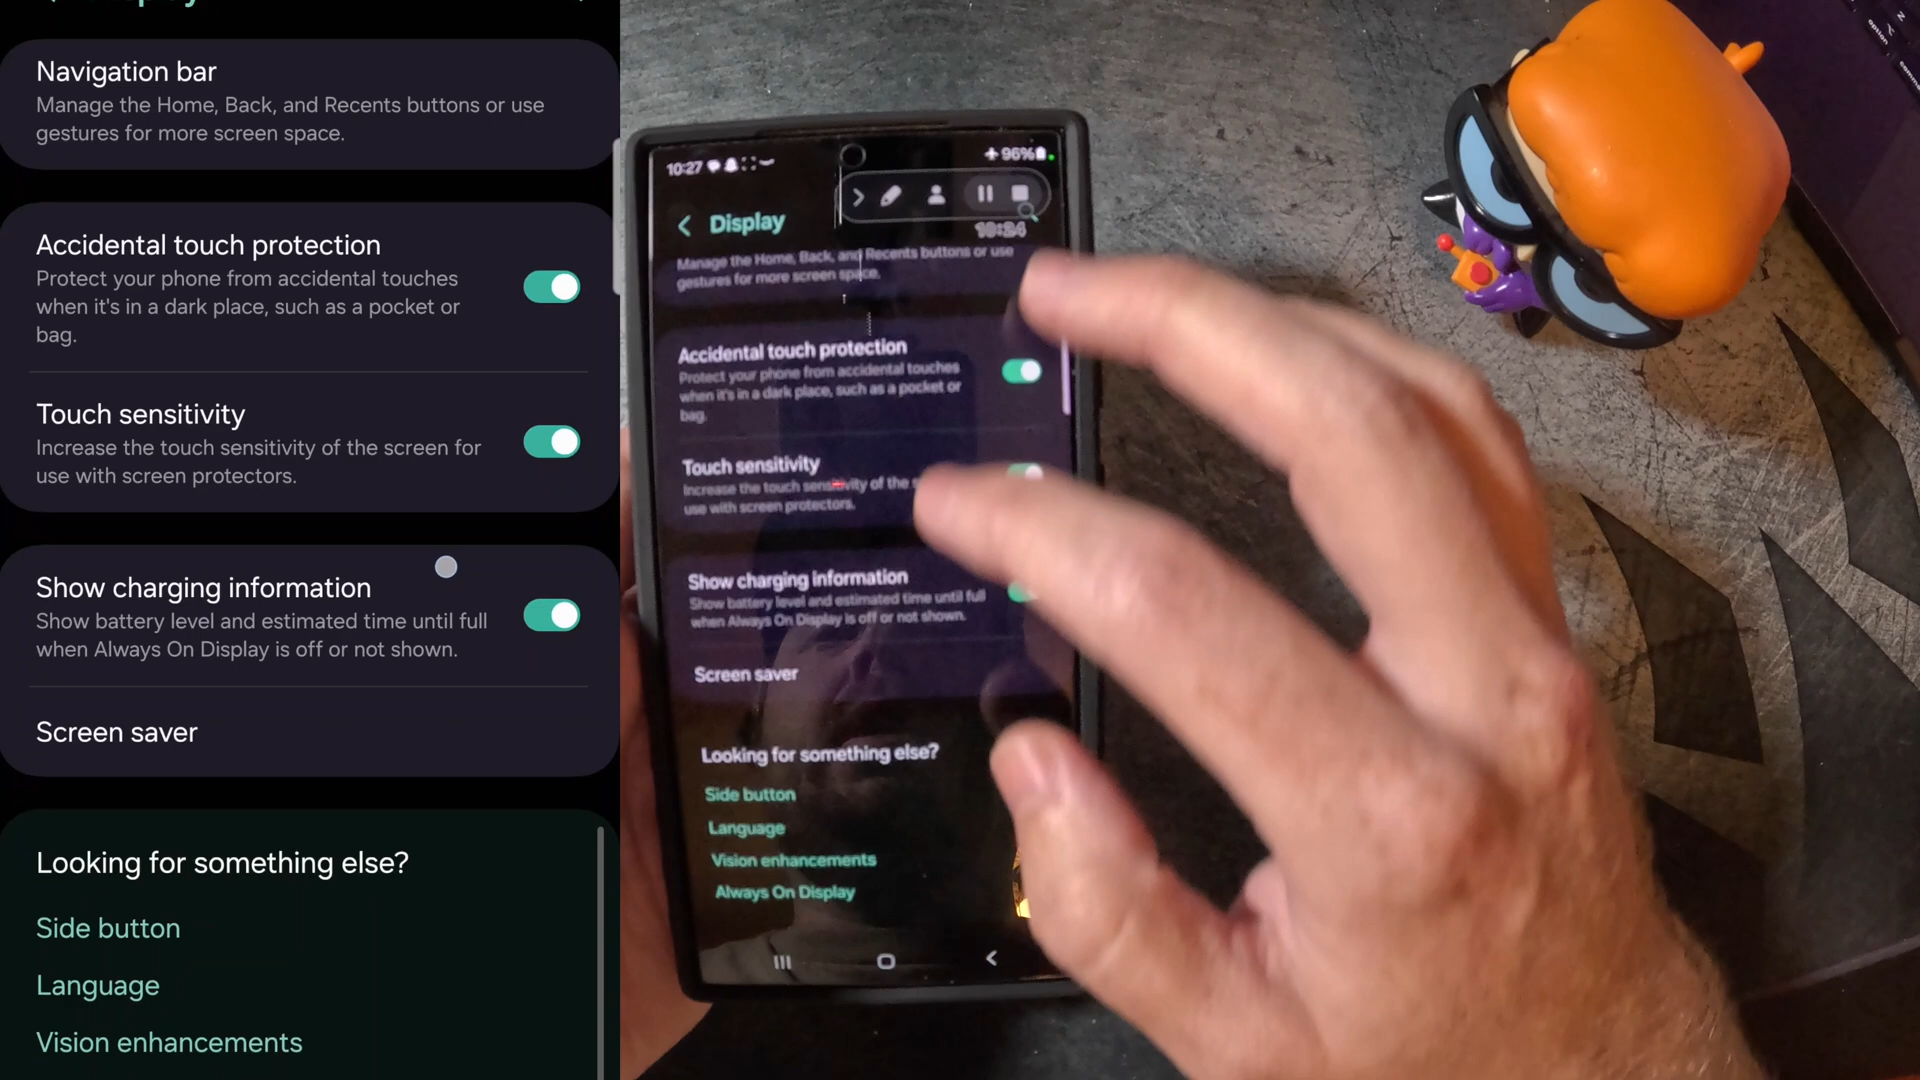 Navigation bar
Manage the Home, Back, and Recents buttons or use
gestures for more screen space.
Accidental touch protection
Protect your phone from accidental touches
when it's in a dark place, such as a pocket or
bag.
Touch sensitivity
Increase the touch sensitivity of the screen for
use with screen protectors.
Show charging information
Show battery level and estimated time until full
when Always On Display is off or not shown.
Screen saver
Looking for something else?
Side button
Language
Vision enhancements
10:27
96%
Display
Manage the Home, Back, and Recents buttons or use
gestures for more screen space.
Accidental touch protection
Protect your phone from accidental touches
when it's in a dark place, such as a pocket or
bag.
Touch sensitivity
Increase the touch sensitivity of the
use with screen protectors.
Show charging information
Show battery level and estimated time until full
when Always On Display is off or not shown.
Screen saver
Looking for something else?
Side button
Language
Vision enhancements
Always On Display
option